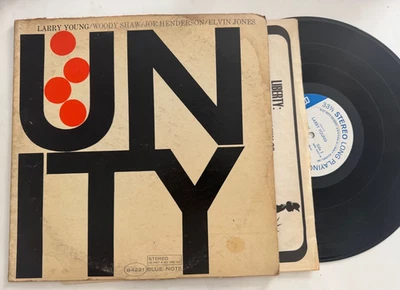 LARRY YOUNG/WOODY SHAW/JOE HENDERSON/ELVIN JONES
UN
ITY
STEREO
84221 BLUE NOTE
LIBERTY:
33⅓ STEREO LONG PLAYING